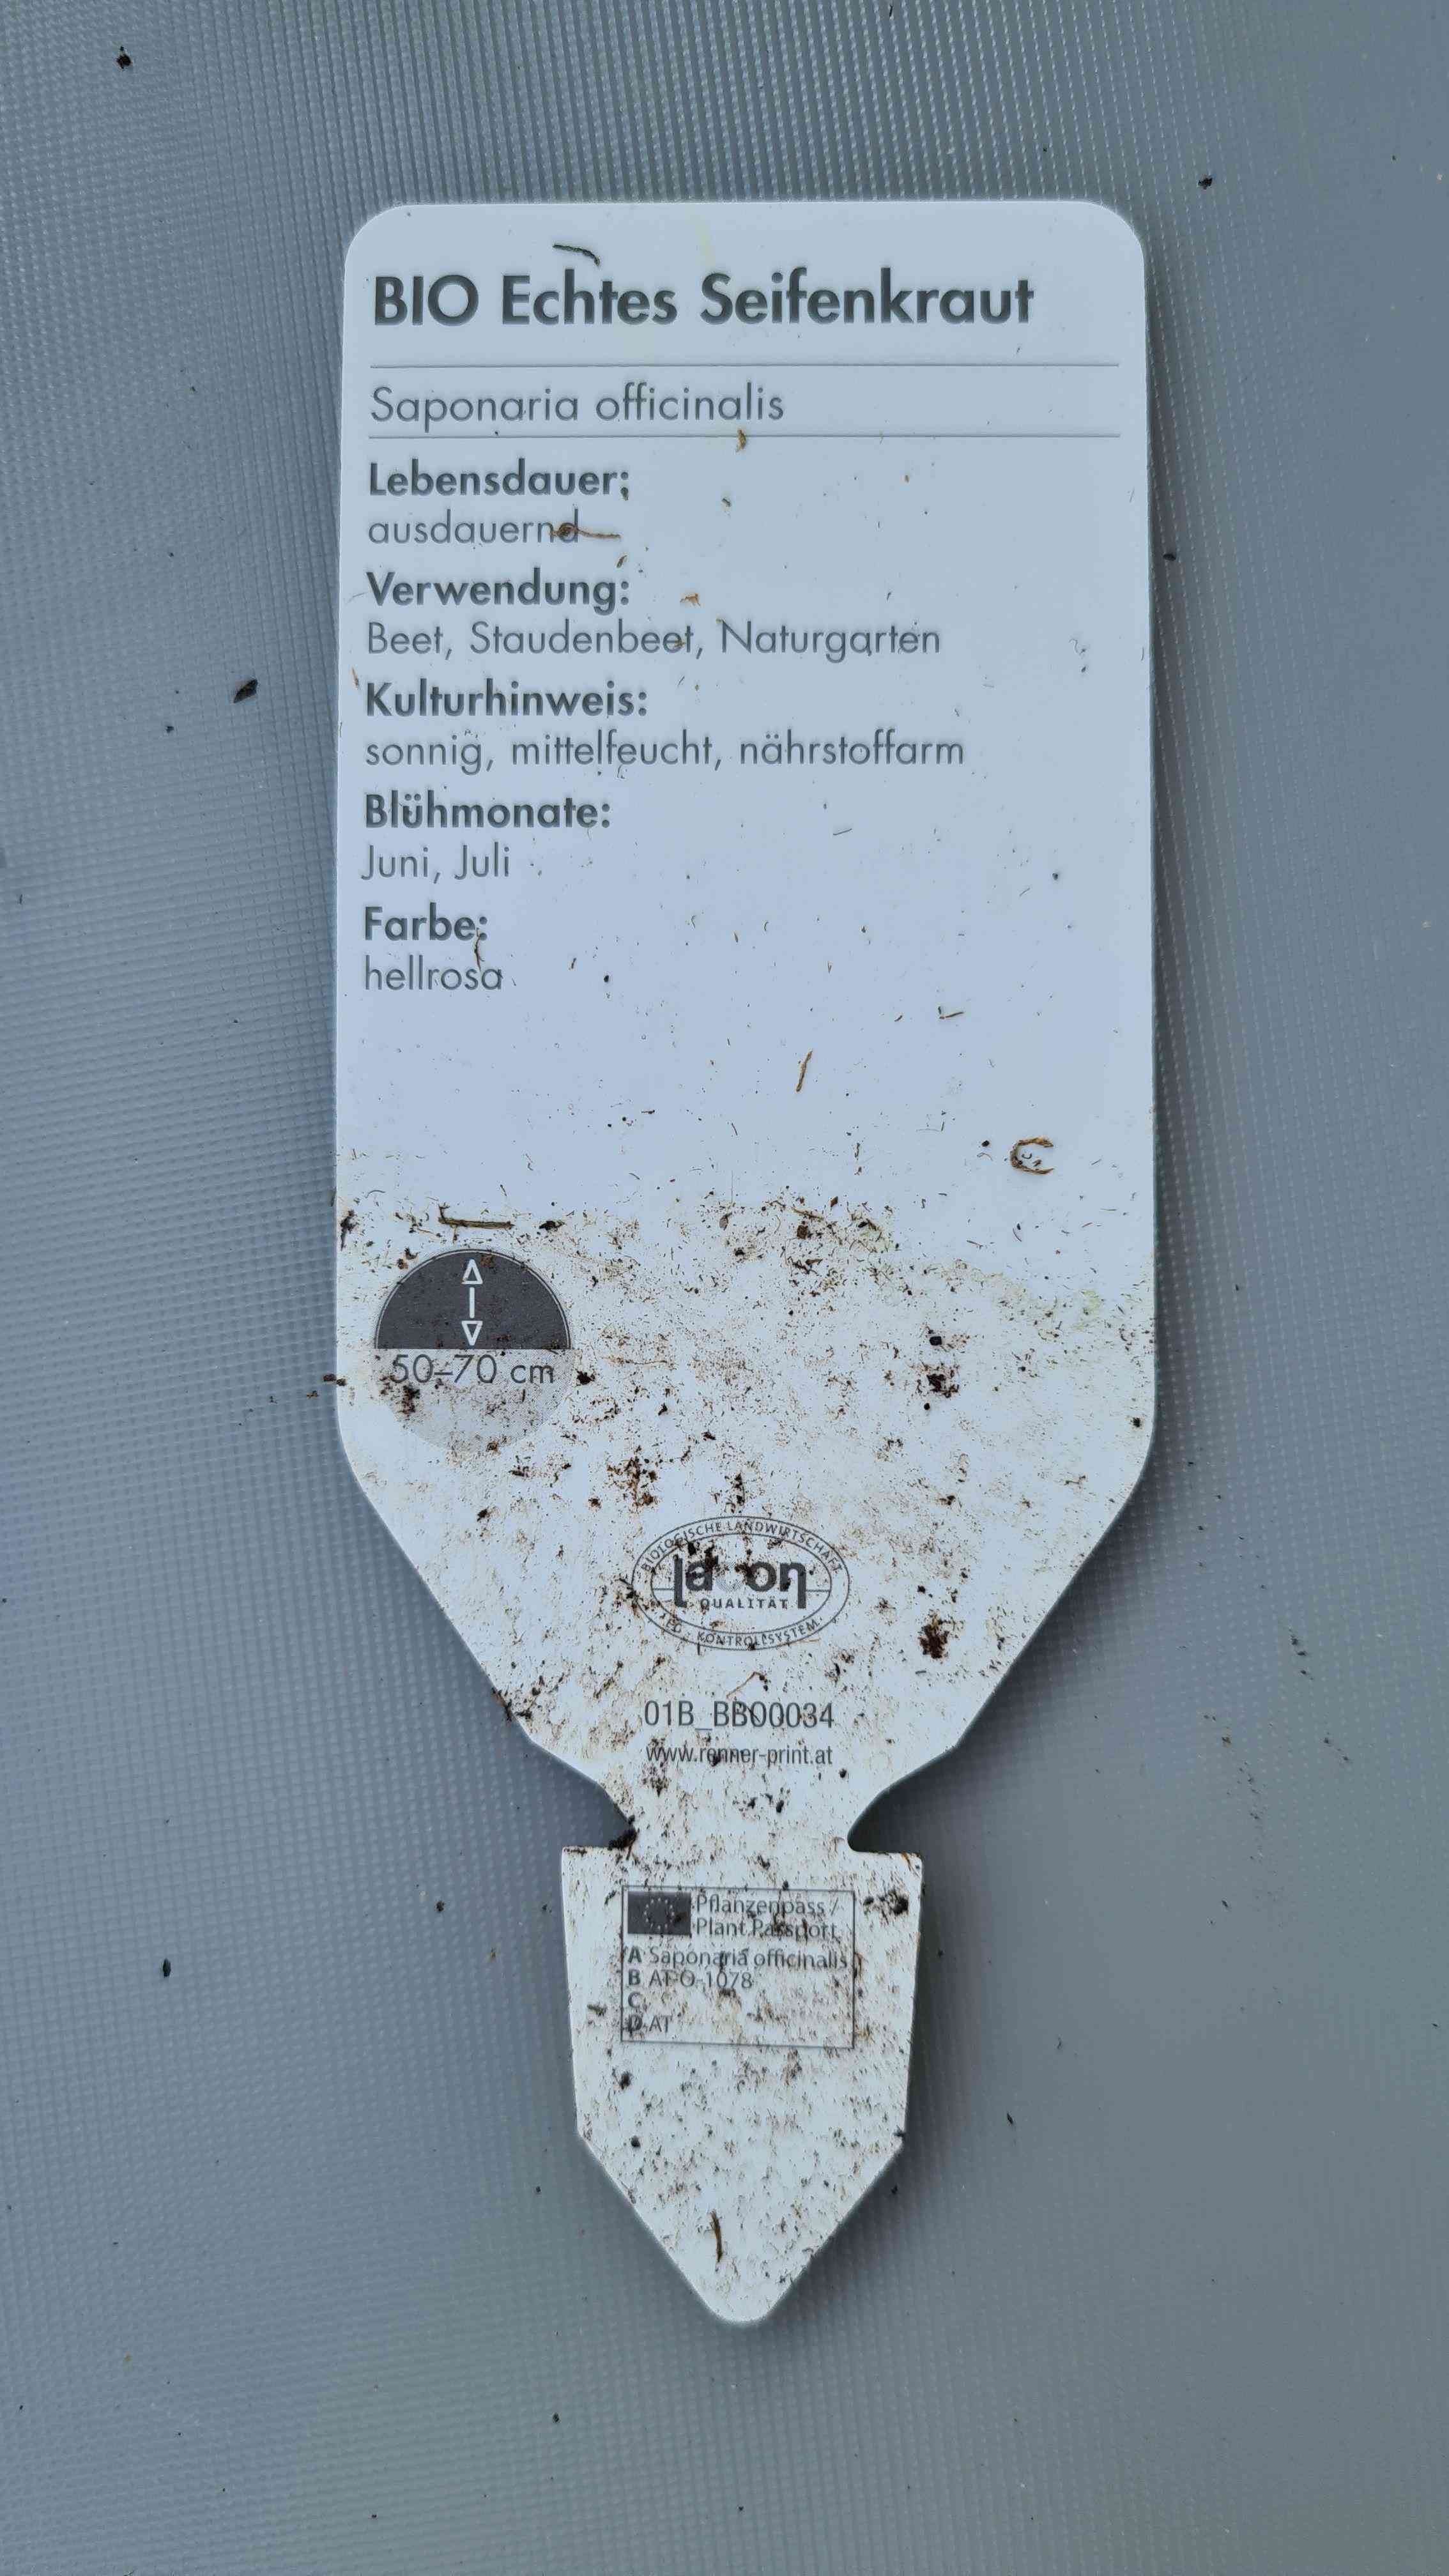 BIO Echtes Seifenkraut
Saponaria officinalis
Lebensdauer:
ausdauernd
Verwendung:
Beet, Staudenbeet, Naturgarten
Kulturhinweis:
sonnig, mittelfeucht, nährstoffarm
Blühmonate:
Juni, Juli
Farbe:
hellrosa
50–70 cm
BIOLOGISCHE LANDWIRTSCHAFT
lacon
QUALITÄT
EG - KONTROLLSYSTEM
01B_BBO0034
www.renner-print.at
Pflanzenpass /
Plant Passport
A Saponaria officinalis
B AT-O-1078
C
D AT